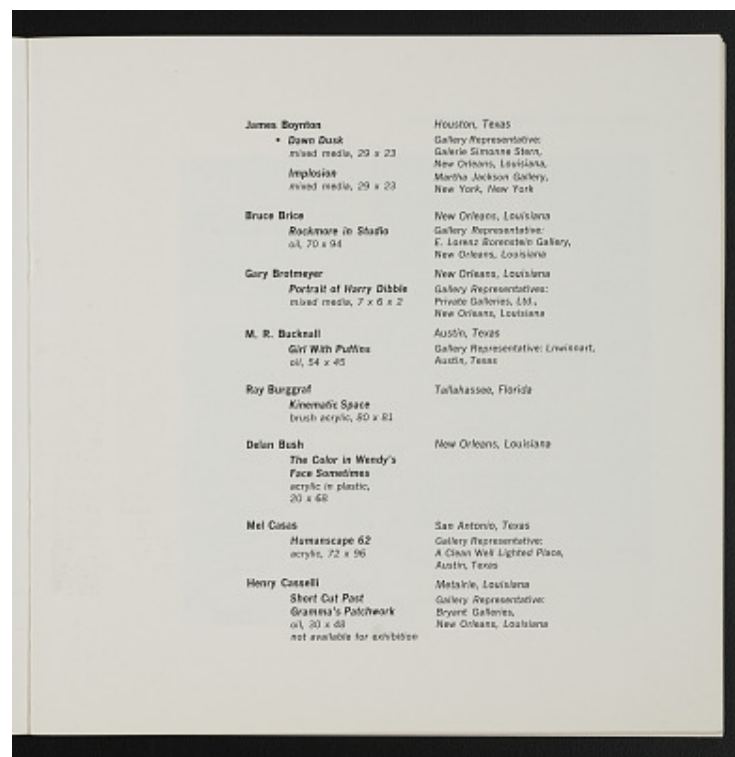 James Boynton
• Dawn Dusk
mixed media, 29 x 23
Implosion
mixed media, 29 x 23
Houston, Texas
Gallery Representative:
Galerie Simonne Stern,
New Orleans, Louisiana,
Martha Jackson Gallery,
New York, New York
Bruce Brice
Rockmore in Studio
oil, 70 x 94
New Orleans, Louisiana
Gallery Representative:
E. Lorenz Borenstein Gallery,
New Orleans, Louisiana
Gary Brotmeyer
Portrait of Harry Dibble
mixed media, 7 x 6 x 2
New Orleans, Louisiana
Gallery Representatives:
Private Galleries, Ltd.,
New Orleans, Louisiana
M. R. Bucknall
Girl With Puffins
oil, 54 x 45
Austin, Texas
Gallery Representative:
Austin, Texas
Ray Burggraf
Kinematic Space
brush acrylic, 80 x 81
Tallahassee, Florida
Delan Bush
The Color in Wendy's
Face Sometimes
acrylic in plastic,
20 x 68
New Orleans, Louisiana
Mel Casas
Humanscape 62
acrylic, 72 x 96
San Antonio, Texas
Gallery Representative:
A Clean Well Lighted Place,
Austin, Texas
Henry Casselli
Short Cut Past
Gramma's Patchwork
oil, 30 x 48
not available for exhibition
Metairie, Louisiana
Gallery Representative:
Bryant Galleries,
New Orleans, Louisiana